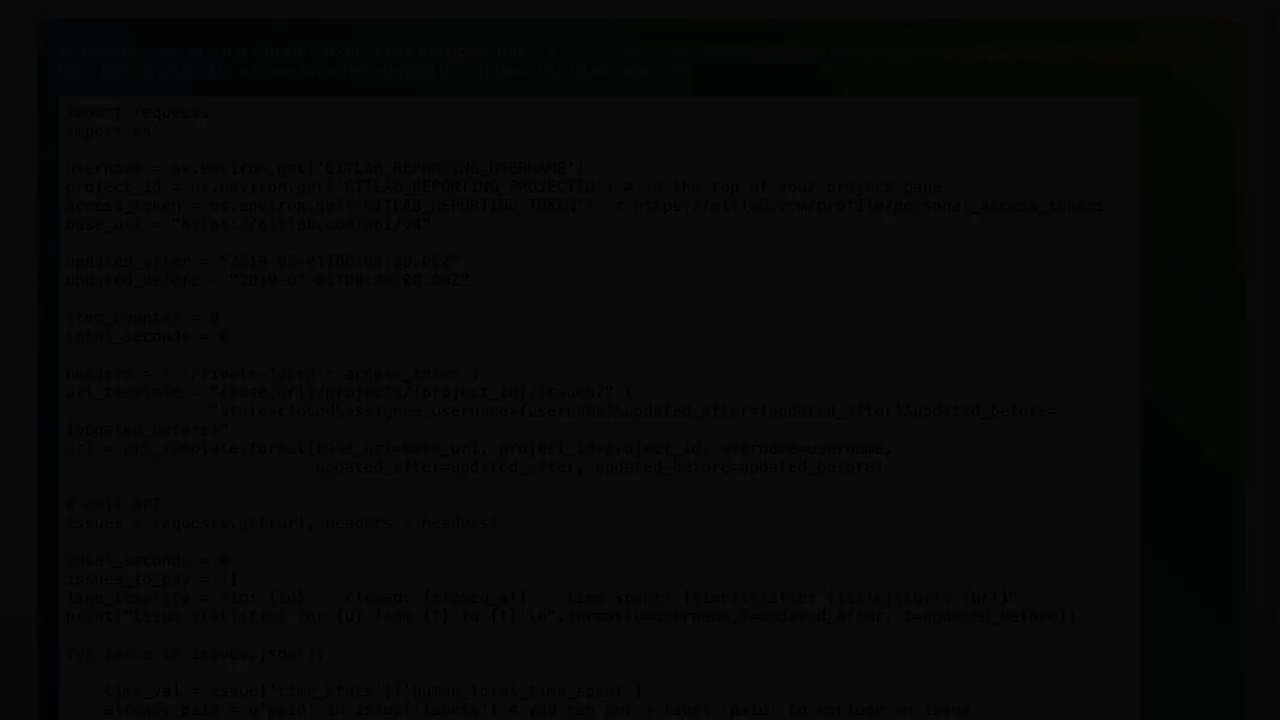 import requests
import os
username = os.environ.get('GITLAB_REPORTING_USERNAME')
project_id = os.environ.get('GITLAB_REPORTING_PROJECTID') # in the top of your project page
access_token = os.environ.get('GITLAB_REPORTING_TOKEN')  # https://gitlab.com/profile/personal_access_tokens
base_url = "https://gitlab.com/api/v4"
updated_after = "2019-06-01T00:00:00.00Z"
updated_before = "2019-07-01T00:00:00.00Z"
item_counter = 0
total_seconds = 0
headers = { 'Private-Token': access_token }
url_template = "{base_url}/projects/{project_id}/issues?" \
"state=closed&assignee_username={username}&updated_after={updated_after}&updated_before=
{updated_before}"
url = url_template.format(base_url=base_url, project_id=project_id, username=username,
updated_after=updated_after, updated_before=updated_before)
# call API
issues = requests.get(url, headers = headers)
total_seconds = 0
issues_to_pay = []
line_template = "id: {id}    closed: {closed_at}    time spent: {time}\ttitle: {title}\turl: {url}"
print("Issue statistics for {u} from {f} to {t}:\n".format(u=username,f=updated_after, t=updated_before))
for issue in issues.json():
time_val = issue['time_stats']['human_total_time_spent']
already_paid = u'paid' in issue['labels'] # you can put a label 'paid' to exclude an issue